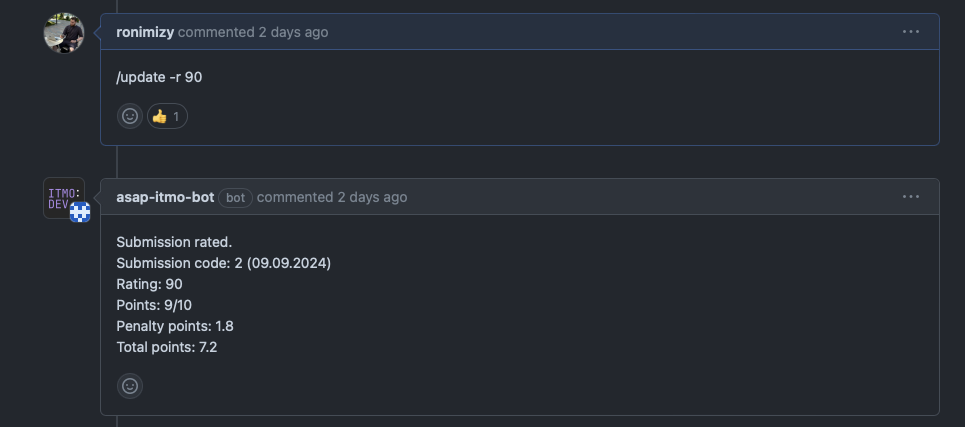 ronimizy commented 2 days ago
/update -r 90
👍 1
ITMO:
DEV
asap-itmo-bot bot commented 2 days ago
Submission rated.
Submission code: 2 (09.09.2024)
Rating: 90
Points: 9/10
Penalty points: 1.8
Total points: 7.2